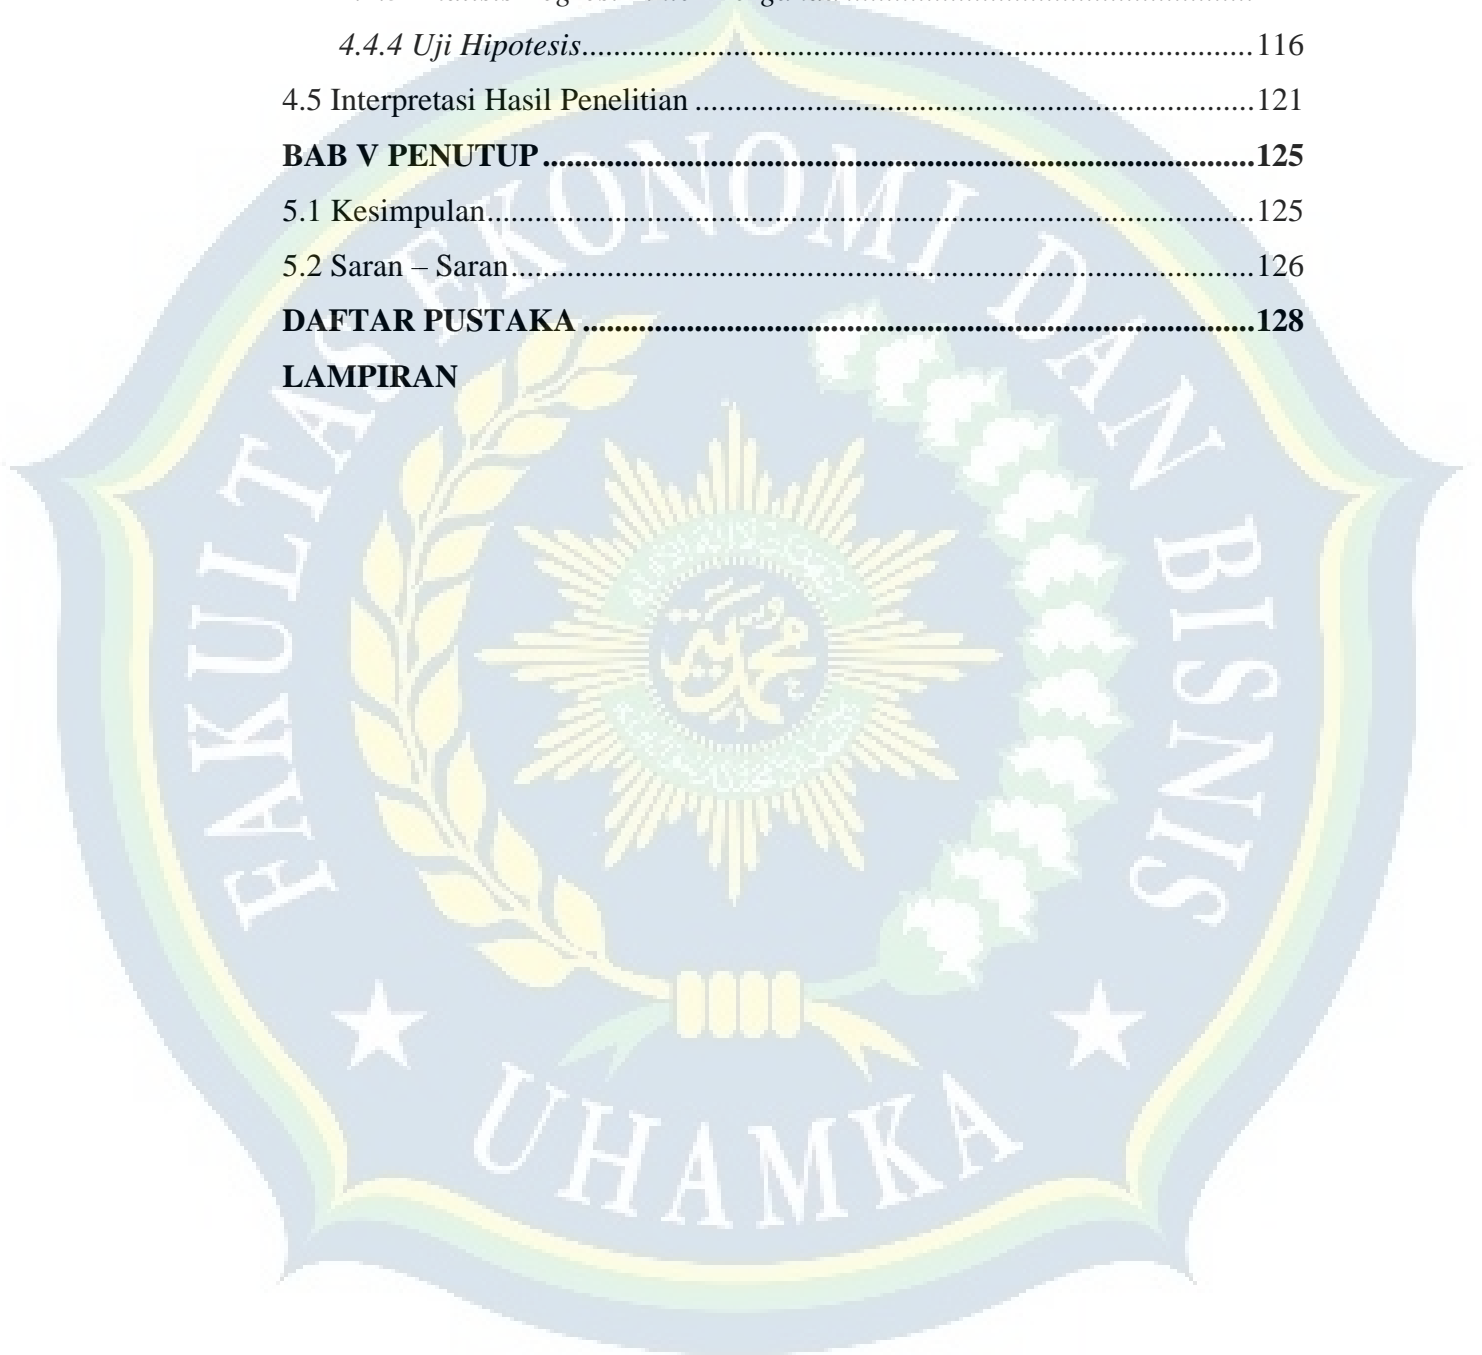 4.4.4 Uji Hipotesis....................116
4.5 Interpretasi Hasil Penelitian ....................121
BAB V PENUTUP....................125
5.1 Kesimpulan....................125
5.2 Saran – Saran....................126
DAFTAR PUSTAKA ....................128
LAMPIRAN
FAKULTAS EKONOMI DAN BISNIS
UHAMKA